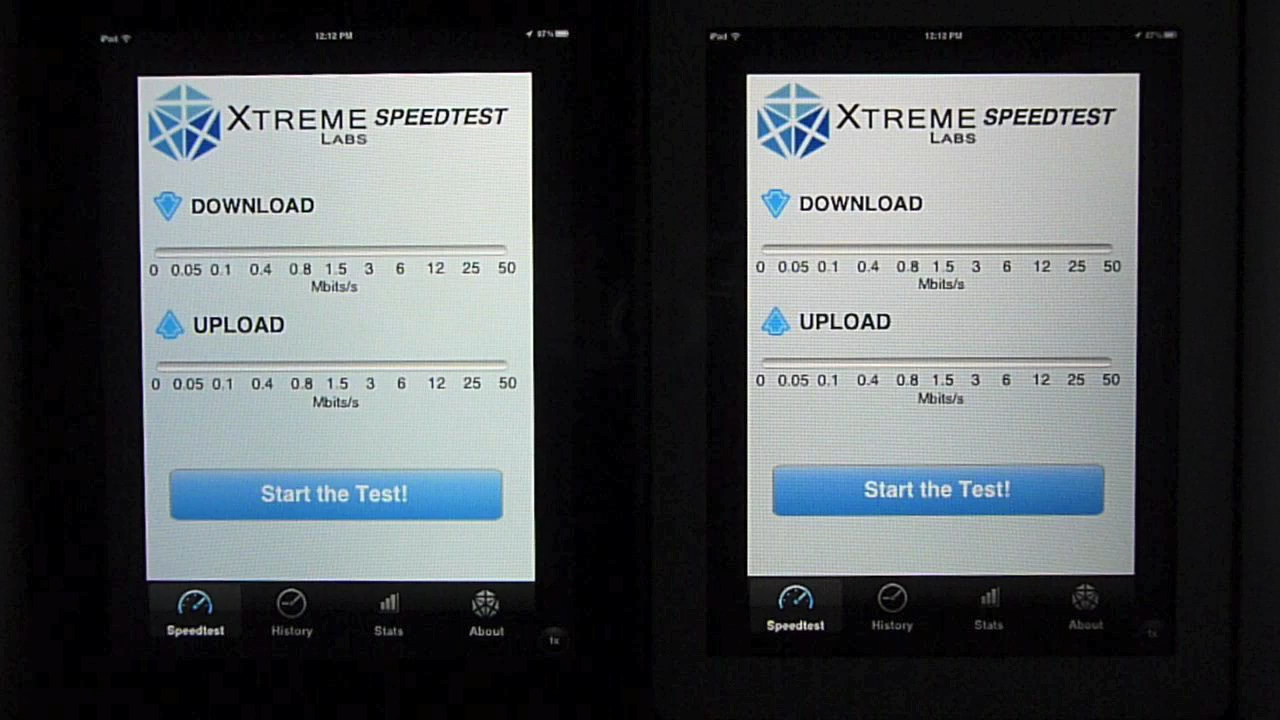 iPad 12:12 PM 97%
XTREME SPEEDTEST
LABS
DOWNLOAD
0 0.05 0.1 0.4 0.8 1.5 3 6 12 25 50
Mbits/s
UPLOAD
0 0.05 0.1 0.4 0.8 1.5 3 6 12 25 50
Mbits/s
Start the Test!
Speedtest History Stats About
1x
iPad 12:12 PM 87%
XTREME SPEEDTEST
LABS
DOWNLOAD
0 0.05 0.1 0.4 0.8 1.5 3 6 12 25 50
Mbits/s
UPLOAD
0 0.05 0.1 0.4 0.8 1.5 3 6 12 25 50
Mbits/s
Start the Test!
Speedtest History Stats About
1x